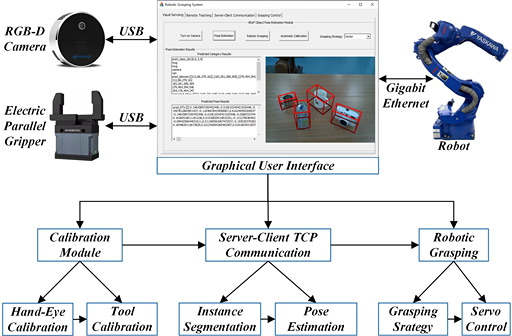 Robotic Grasping System
Visual Servoing Remote Teaching Server-Client Communication Grasping Control
6DoF Object Pose Estimation Module
Turn on Camera Pose Estimation Robotic Grasping Automatic Calibration Grasping Strategy
Pose Estimation Results
Predicted Category Results
Predicted Pose Results
RGB-D
Camera
USB
Electric
Parallel
Gripper
USB
YASKAWA
Gigabit
Ethernet
Robot
Graphical User Interface
Calibration
Module
Server-Client TCP
Communication
Robotic
Grasping
Hand-Eye
Calibration
Tool
Calibration
Instance
Segmentation
Pose
Estimation
Grasping
Srategy
Servo
Control